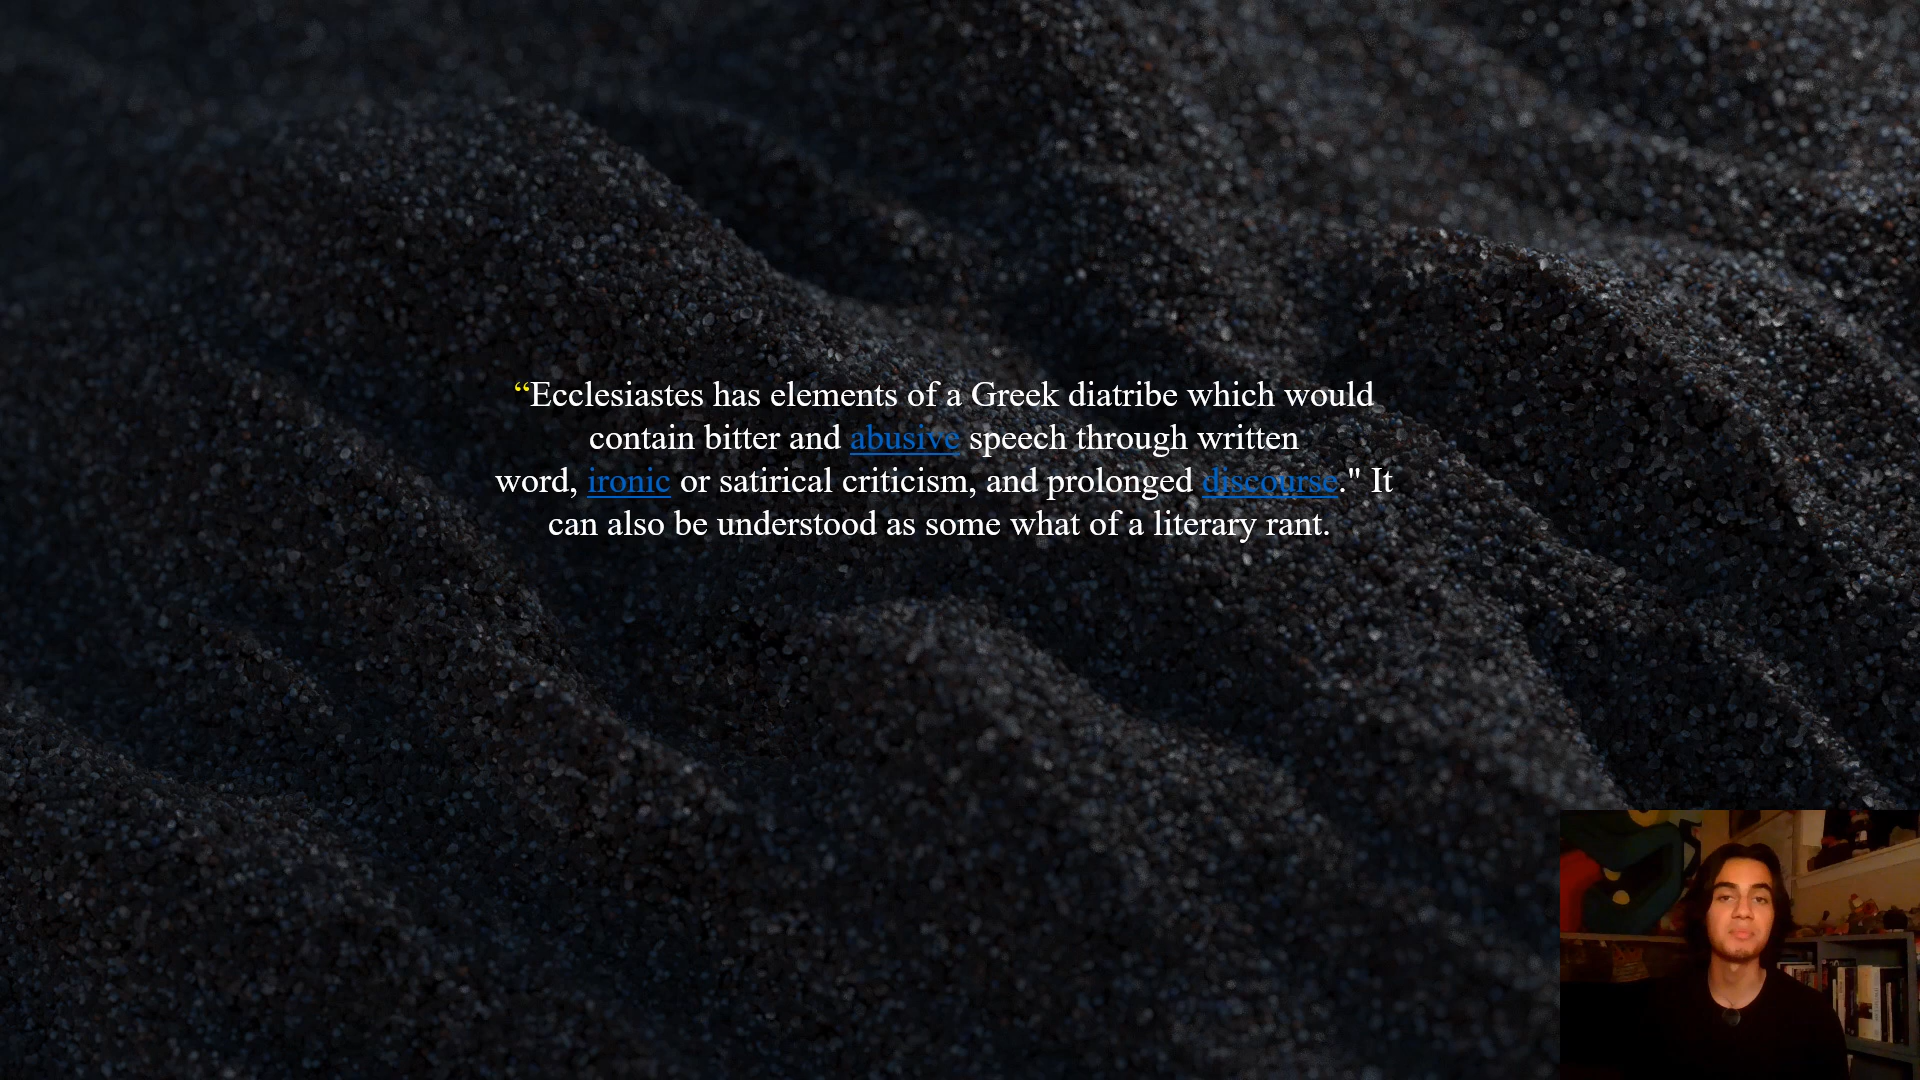 “Ecclesiastes has elements of a Greek diatribe which would
contain bitter and abusive speech through written
word, ironic or satirical criticism, and prolonged discourse." It
can also be understood as some what of a literary rant.